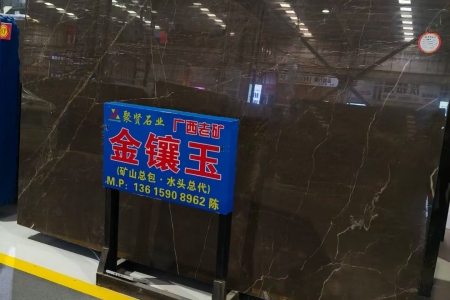 聚贤石业 广西老矿
金镶玉
(矿山总包·水头总代)
M.P: 136 1590 8962 陈